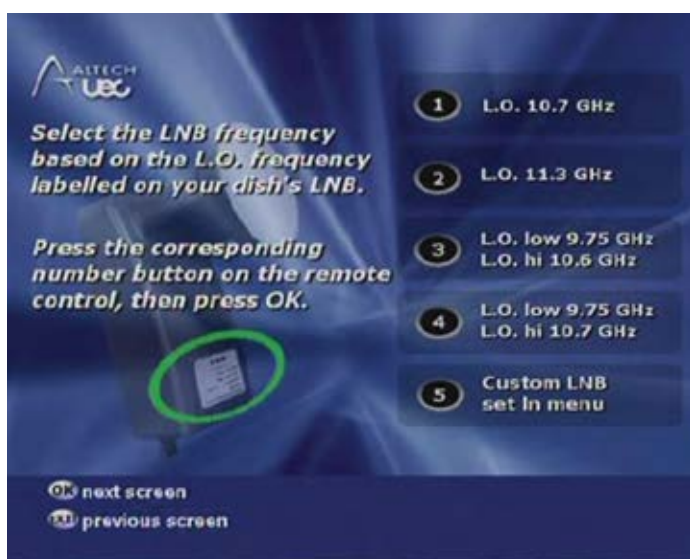 ALTECH
UEC
Select the LNB frequency
based on the L.O. frequency
labelled on your dish's LNB.
Press the corresponding
number button on the remote
control, then press OK.
1 L.O. 10.7 GHz
2 L.O. 11.3 GHz
3 L.O. low 9.75 GHz
L.O. hi 10.6 GHz
4 L.O. low 9.75 GHz
L.O. hi 10.7 GHz
5 Custom LNB
set in menu
OK next screen
EXIT previous screen